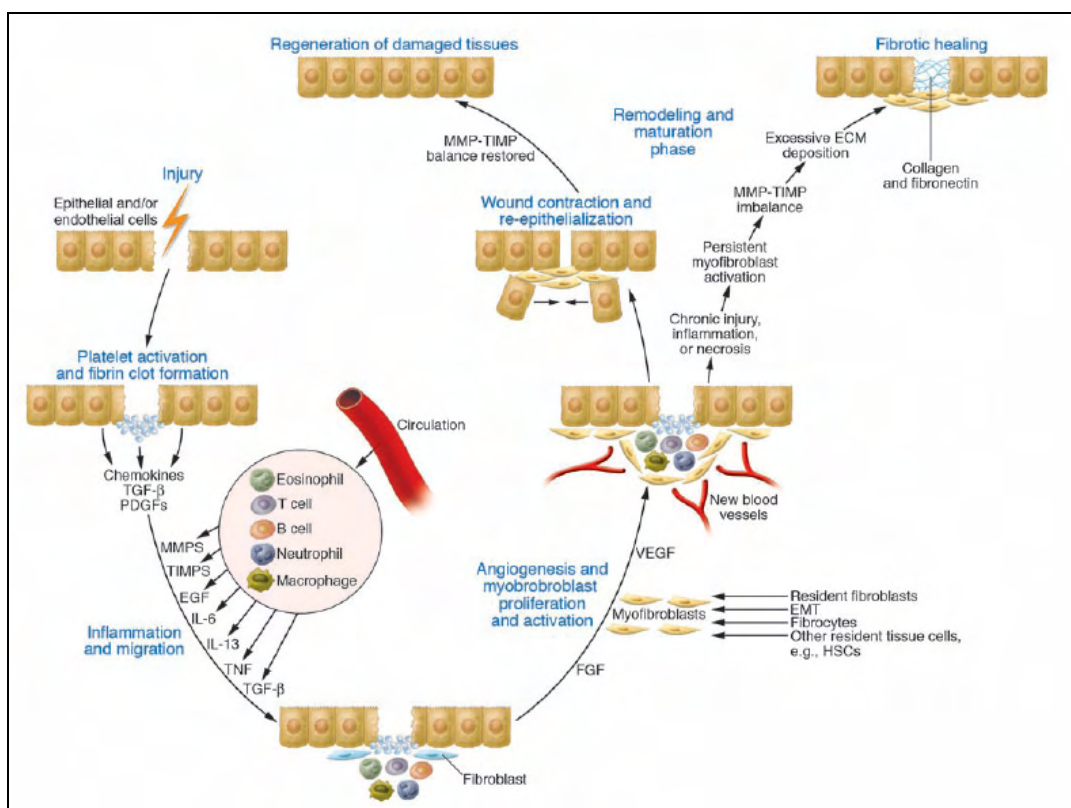 Regeneration of damaged tissues
Fibrotic healing
Remodeling and
maturation
phase
MMP-TIMP
balance restored
Excessive ECM
deposition
Collagen
and fibronectin
Injury
Epithelial and/or
endothelial cells
MMP-TIMP
imbalance
Wound contraction and
re-epithelialization
Persistent
myofibroblast
activation
Chronic injury,
inflammation,
or necrosis
Platelet activation
and fibrin clot formation
Circulation
Chemokines
TGF-β
PDGFs
Eosinophil
T cell
B cell
Neutrophil
Macrophage
MMPS
TIMPS
EGF
IL-6
IL-13
TNF
TGF-β
Inflammation
and migration
Fibroblast
New blood
vessels
VEGF
Angiogenesis and
myobrobroblast
proliferation
and activation
FGF
Myofibroblasts
Resident fibroblasts
EMT
Fibrocytes
Other resident tissue cells,
e.g., HSCs